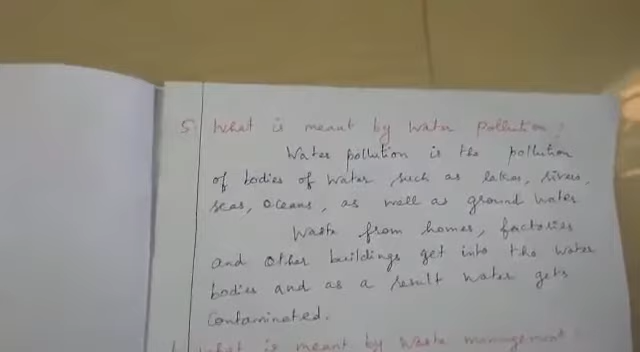 5 What is meant by Water Pollution?
Water pollution is the pollution
of bodies of water such as lakes, rivers,
seas, oceans, as well as ground water
Waste from homes, factories
and other buildings get into the water
bodies and as a result water gets
contaminated.
What is meant by waste management